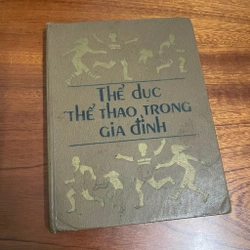 THỂ DỤC
THỂ THAO TRONG
GIA ĐÌNH